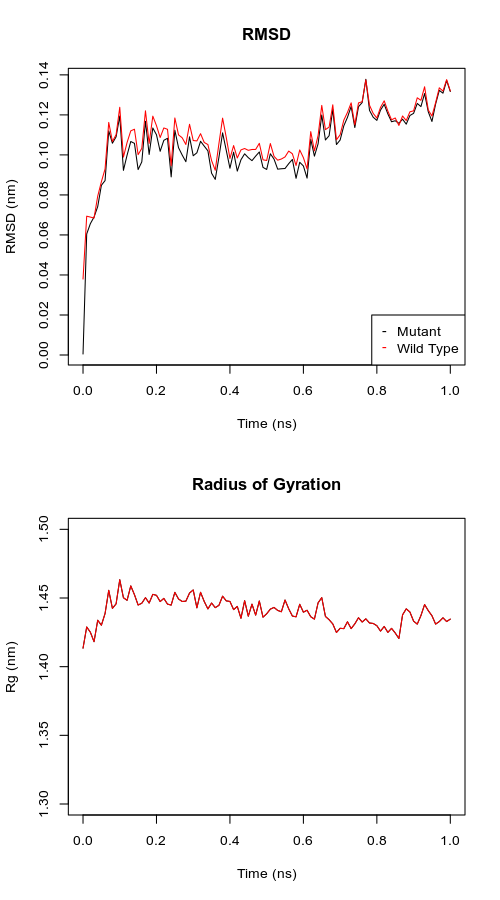 RMSD
RMSD (nm)
0.14
0.12
0.10
0.08
0.06
0.04
0.02
0.00
Mutant
Wild Type
0.0 0.2 0.4 0.6 0.8 1.0
Time (ns)
Radius of Gyration
Rg (nm)
1.50
1.45
1.40
1.35
1.30
0.0 0.2 0.4 0.6 0.8 1.0
Time (ns)